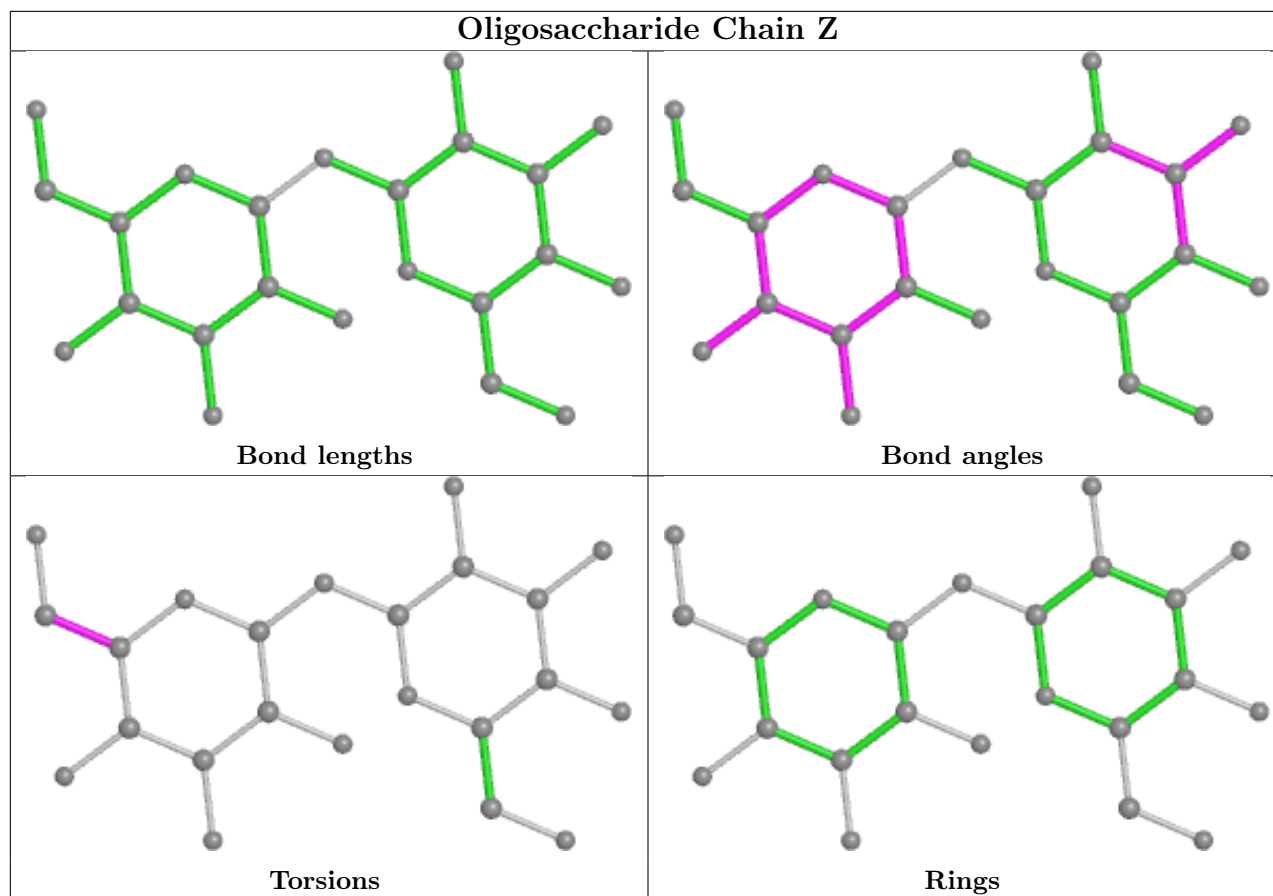 Oligosaccharide Chain Z
Bond lengths
Bond angles
Torsions
Rings